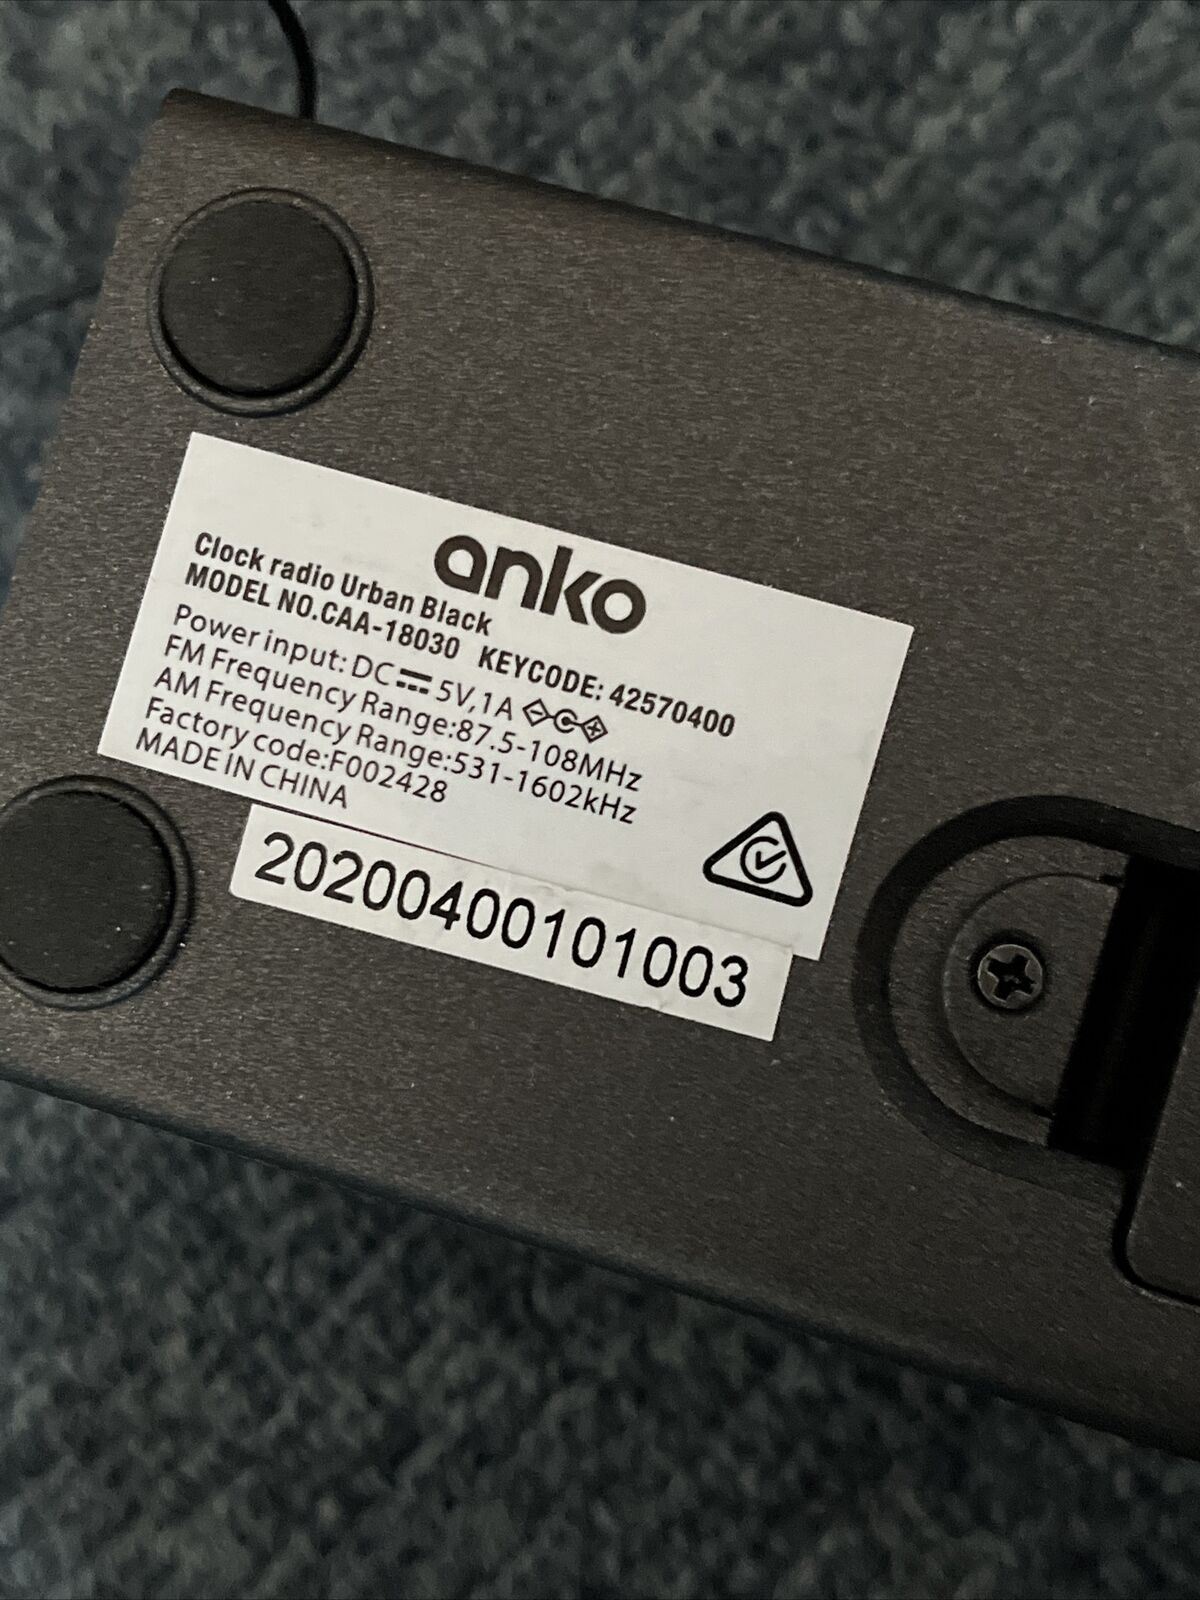 anko
Clock radio Urban Black
MODEL NO.CAA-18030 KEYCODE: 42570400
Power input: DC 5V,1A
FM Frequency Range:87.5-108MHz
AM Frequency Range:531-1602kHz
Factory code:F002428
MADE IN CHINA
20200400101003